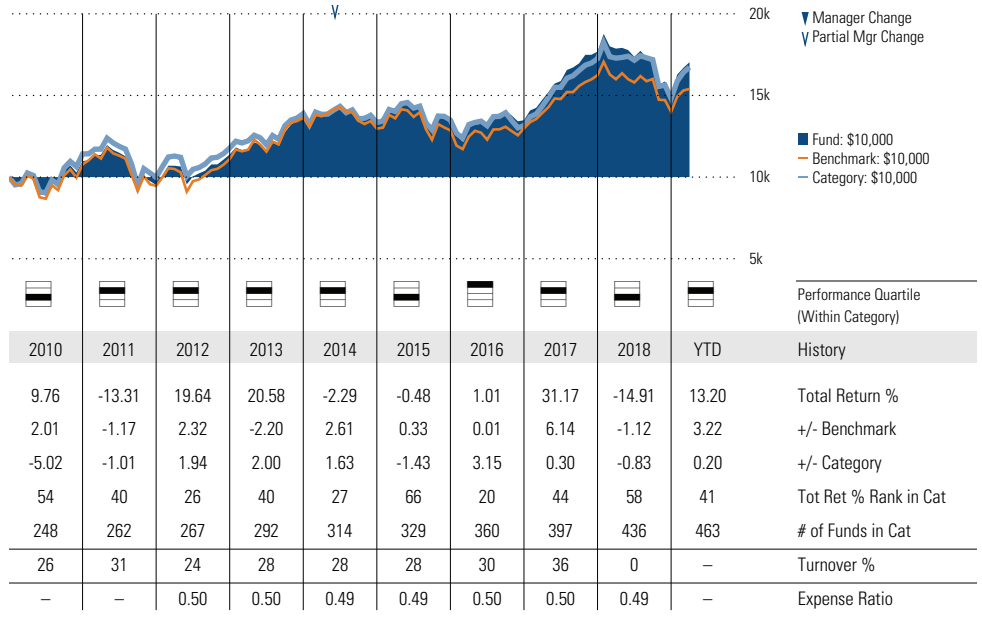 20k
Manager Change
Partial Mgr Change
15k
Fund: $10,000
Benchmark: $10,000
10k
Category: $10,000
5k
Performance Quartile
(Within Category)
2010 2011 2012 2013 2014 2015 2016 2017 2018 YTD History
9.76 -13.31 19.64 20.58 -2.29 -0.48 1.01 31.17 -14.91 13.20 Total Return %
2.01 -1.17 2.32 -2.20 2.61 0.33 0.01 6.14 -1.12 3.22 +/- Benchmark
-5.02 -1.01 1.94 2.00 1.63 -1.43 3.15 0.30 -0.83 0.20 +/- Category
54 40 26 40 27 66 20 44 58 41 Tot Ret % Rank in Cat
248 262 267 292 314 329 360 397 436 463 # of Funds in Cat
26 31 24 28 28 28 30 36 0 – Turnover %
– – 0.50 0.50 0.49 0.49 0.50 0.50 0.49 – Expense Ratio